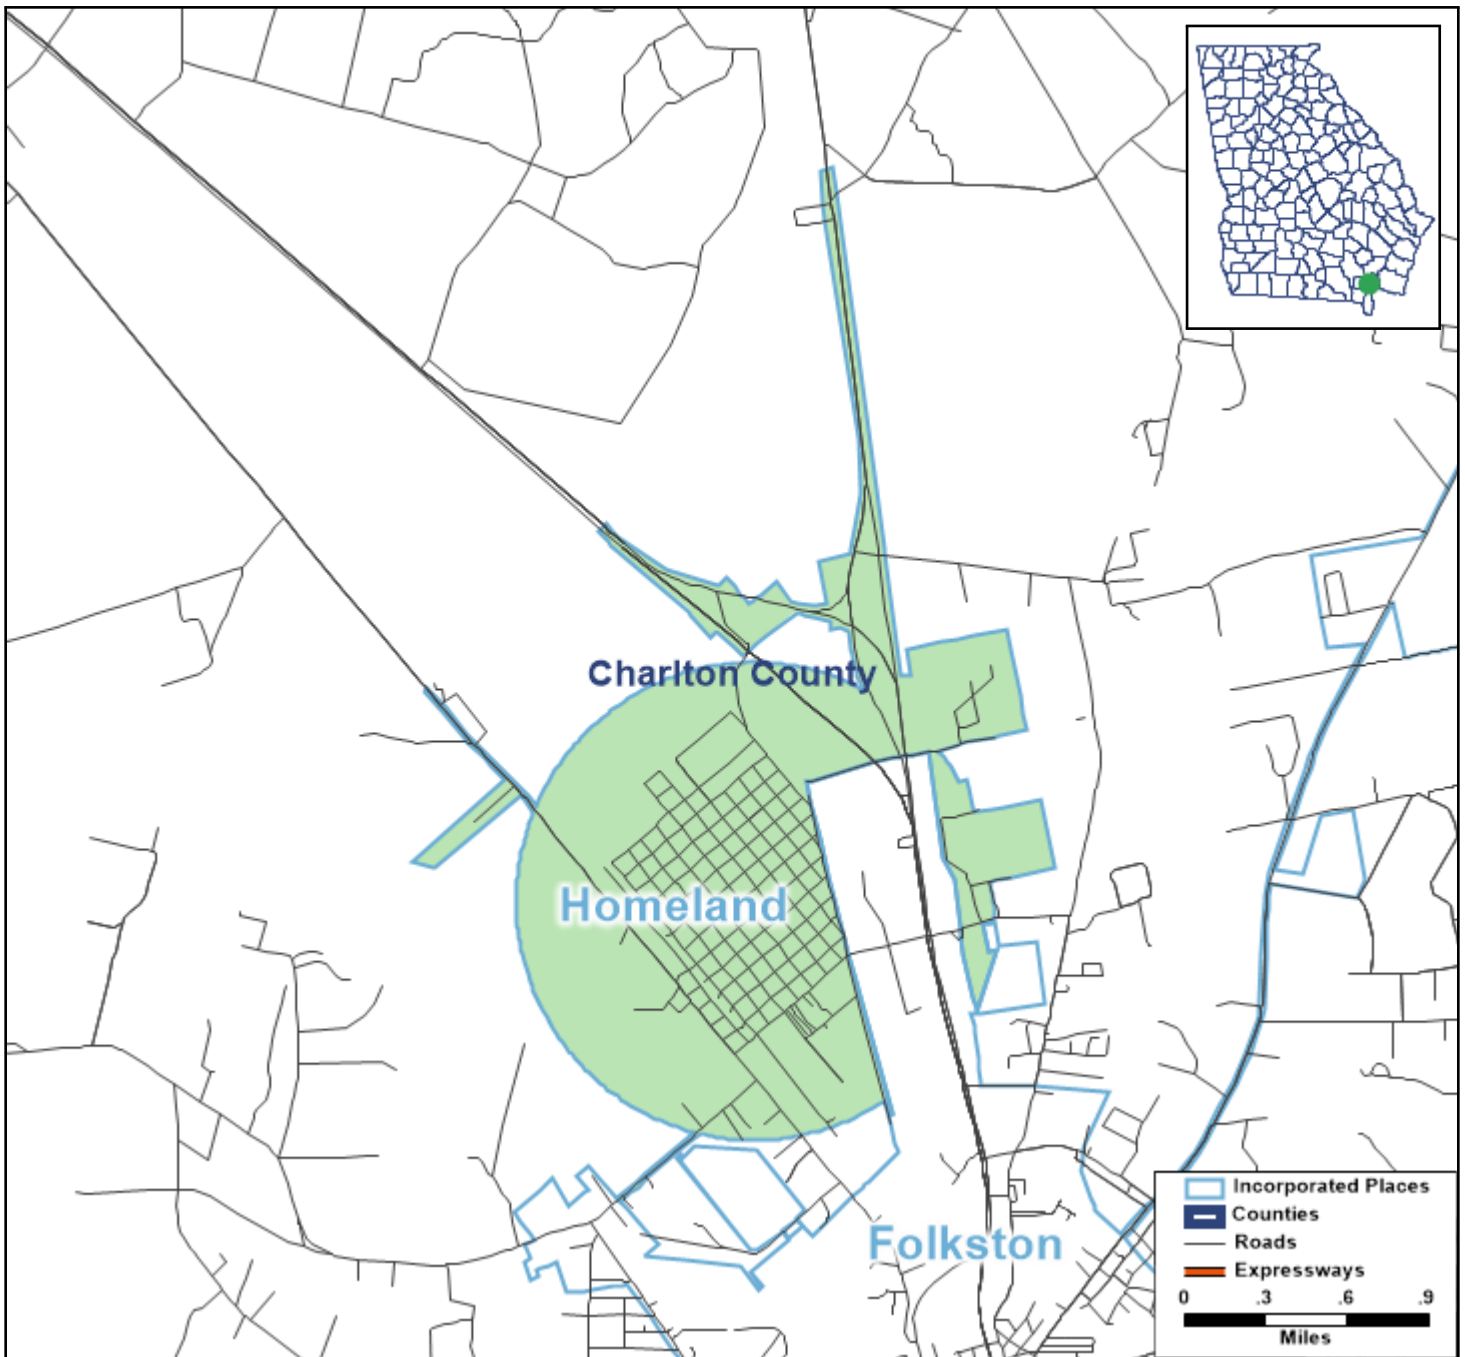 Charlton County
Homeland
Folkston
Incorporated Places
Counties
Roads
Expressways
0 .3 .6 .9
Miles